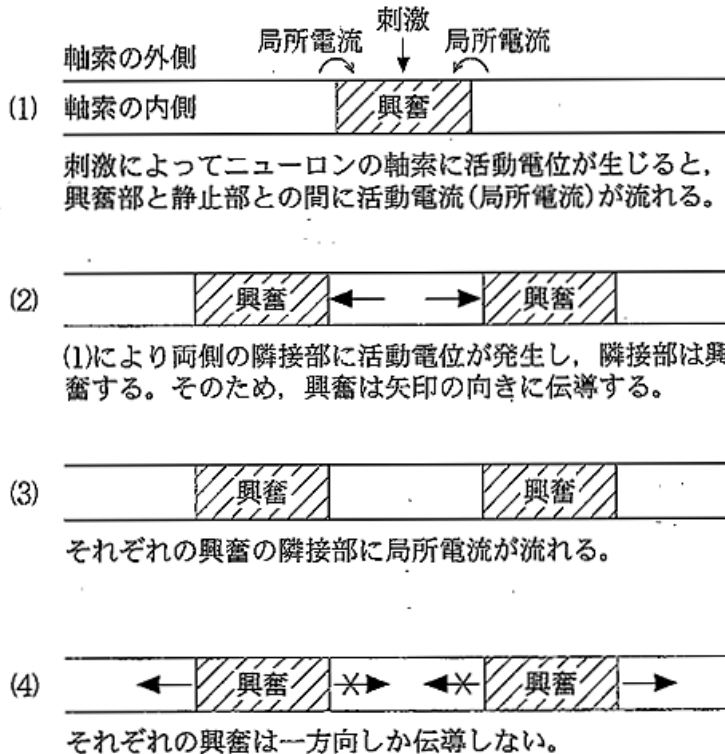 刺激
局所電流 局所電流
軸索の外側
(1) 軸索の内側 興奮
刺激によってニューロンの軸索に活動電位が生じると,
興奮部と静止部との間に活動電流(局所電流)が流れる。
(2) 興奮 興奮
(1)により両側の隣接部に活動電位が発生し, 隣接部は興
奮する。そのため, 興奮は矢印の向きに伝導する。
(3) 興奮 興奮
それぞれの興奮の隣接部に局所電流が流れる。
(4) 興奮 興奮
それぞれの興奮は一方向しか伝導しない。